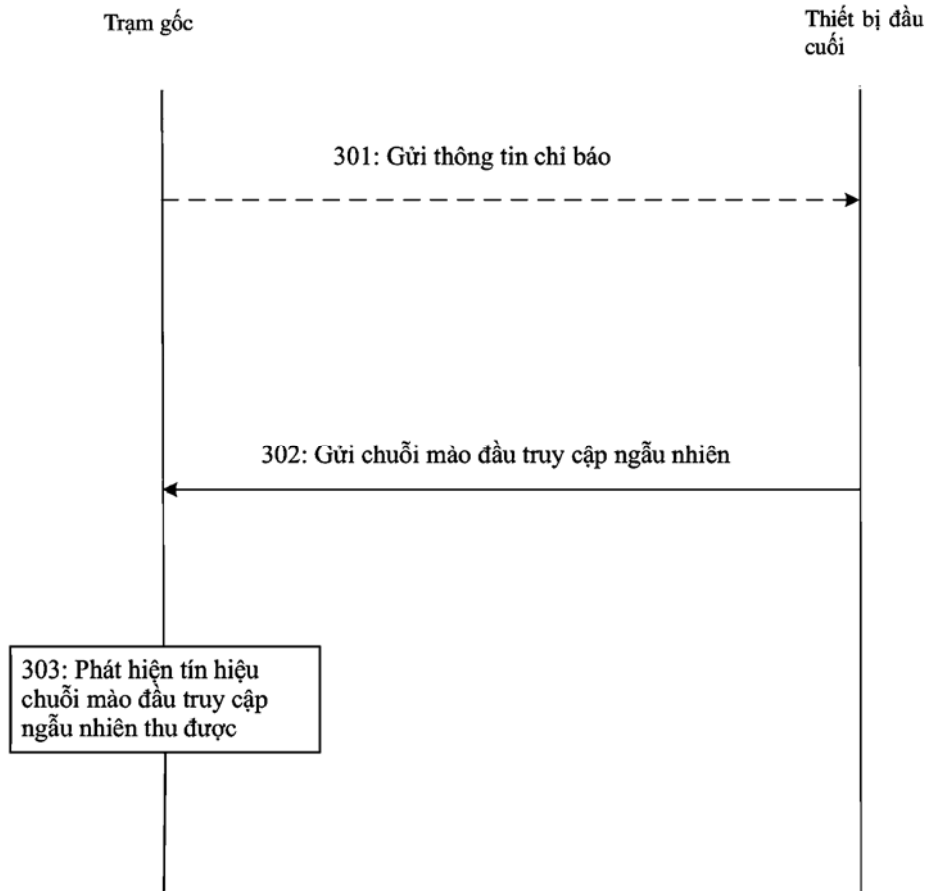 Trạm gốc
Thiết bị đầu
cuối
301: Gửi thông tin chỉ báo
302: Gửi chuỗi mào đầu truy cập ngẫu nhiên
303: Phát hiện tín hiệu
chuỗi mào đầu truy cập
ngẫu nhiên thu được